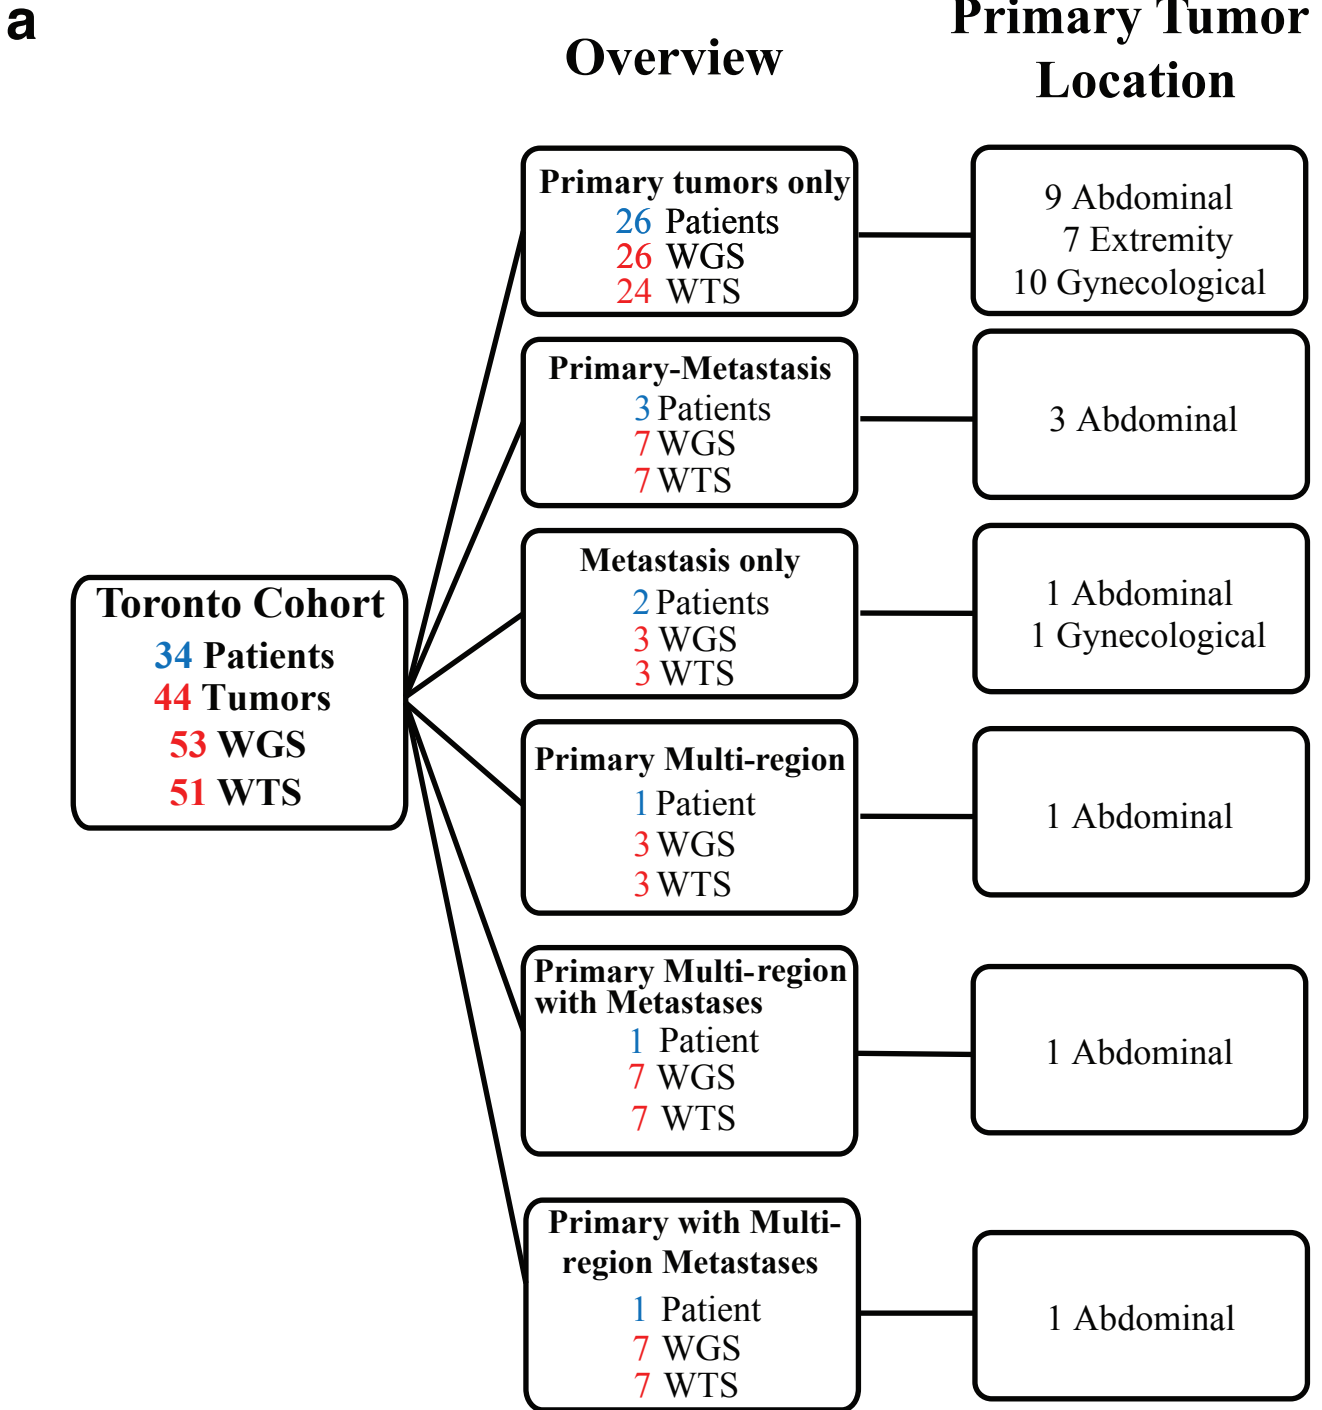 a
Overview
Primary Tumor
Location
Toronto Cohort
34 Patients
44 Tumors
53 WGS
51 WTS
Primary tumors only
26 Patients
26 WGS
24 WTS
9 Abdominal
7 Extremity
10 Gynecological
Primary-Metastasis
3 Patients
7 WGS
7 WTS
3 Abdominal
Metastasis only
2 Patients
3 WGS
3 WTS
1 Abdominal
1 Gynecological
Primary Multi-region
1 Patient
3 WGS
3 WTS
1 Abdominal
Primary Multi-region
with Metastases
1 Patient
7 WGS
7 WTS
1 Abdominal
Primary with Multi-
region Metastases
1 Patient
7 WGS
7 WTS
1 Abdominal